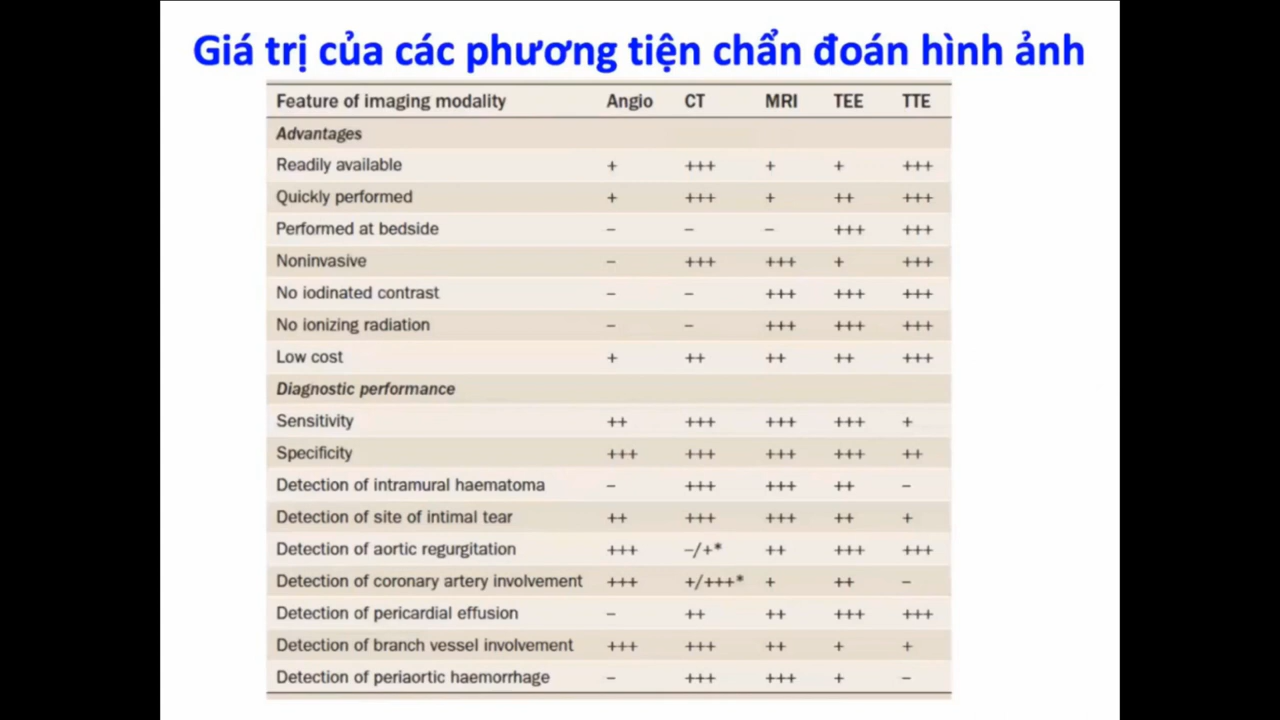 Giá trị của các phương tiện chẩn đoán hình ảnh
Feature of imaging modality Angio CT MRI TEE TTE
Advantages
Readily available + +++ + + +++
Quickly performed + +++ + ++ +++
Performed at bedside – – – +++ +++
Noninvasive – +++ +++ + +++
No iodinated contrast – – +++ +++ +++
No ionizing radiation – – +++ +++ +++
Low cost + ++ ++ ++ +++
Diagnostic performance
Sensitivity ++ +++ +++ +++ +
Specificity +++ +++ +++ +++ ++
Detection of intramural haematoma – +++ +++ ++ –
Detection of site of intimal tear ++ +++ +++ ++ +
Detection of aortic regurgitation +++ –/+* ++ +++ +++
Detection of coronary artery involvement +++ +/+++* + ++ –
Detection of pericardial effusion – ++ ++ +++ +++
Detection of branch vessel involvement +++ +++ ++ + +
Detection of periaortic haemorrhage – +++ +++ + –